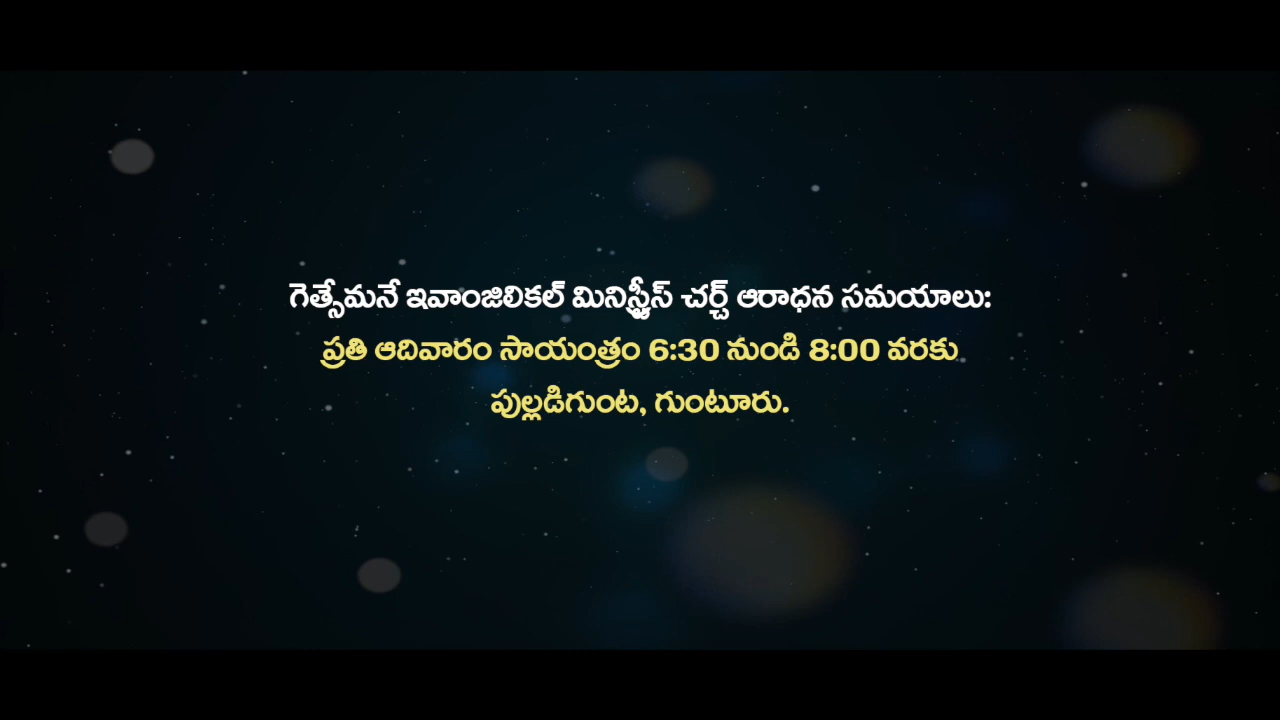 గెత్సేమనే ఇవాంజిలికల్ మినిస్ట్రీస్ చర్చ్ ఆరాధన సమయాలు:
ప్రతి ఆదివారం సాయంత్రం 6:30 నుండి 8:00 వరకు
పుల్లడిగుంట, గుంటూరు.